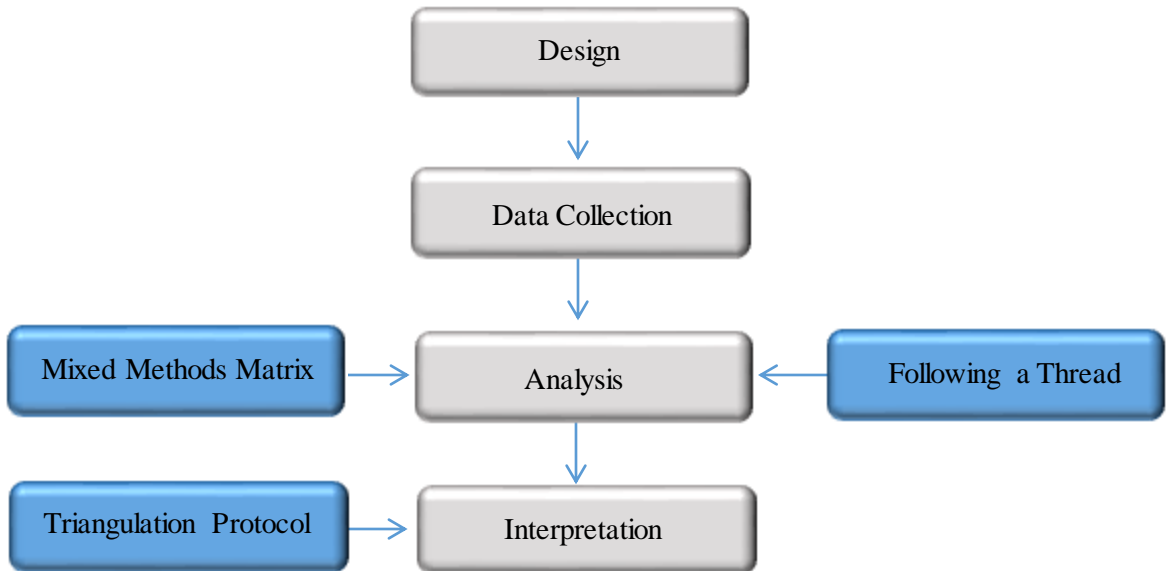 Design
Data Collection
Mixed Methods Matrix
Analysis
Following a Thread
Triangulation Protocol
Interpretation